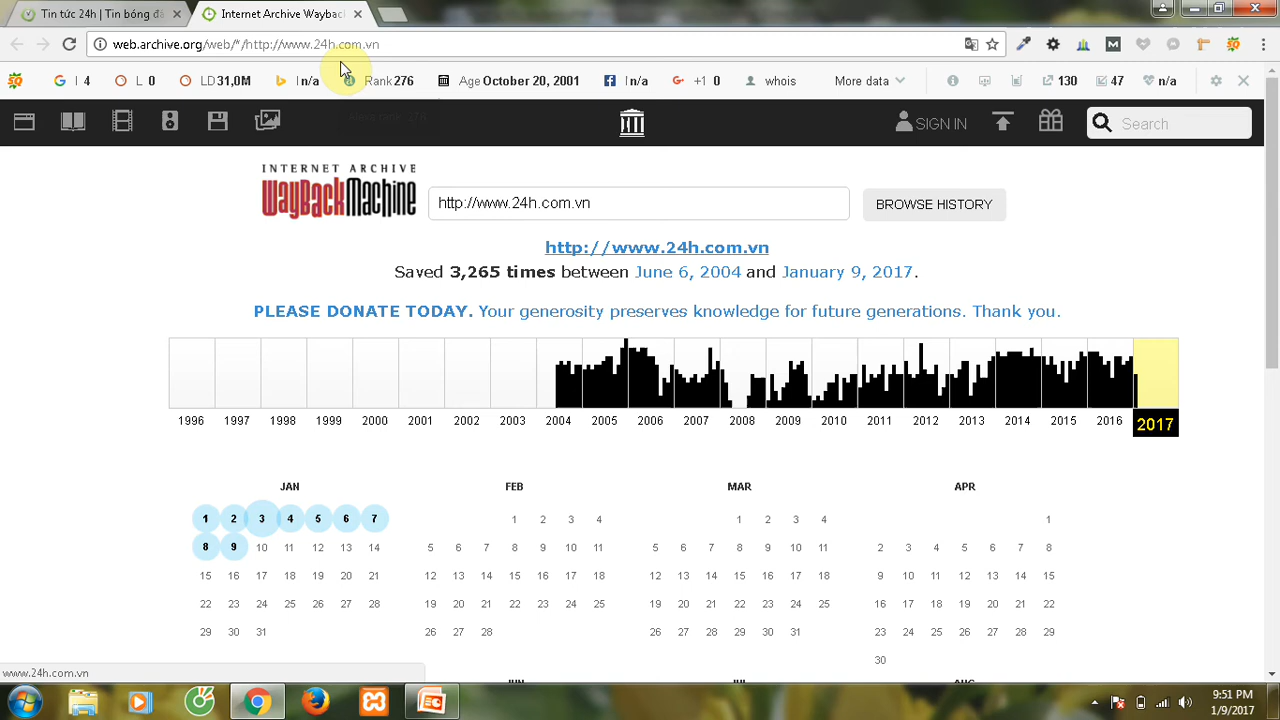 Tin tức 24h | Tin bóng đá
Internet Archive Wayback
web.archive.org/web/*/http://www.24h.com.vn
I 4
L 0
LD 31,0M
I n/a
Rank 276
Age October 20, 2001
I n/a
+1 0
whois
More data
I 130
47
n/a
SIGN IN
Search
INTERNET ARCHIVE
WayBackMachine
http://www.24h.com.vn
BROWSE HISTORY
http://www.24h.com.vn
Saved 3,265 times between June 6, 2004 and January 9, 2017.
PLEASE DONATE TODAY. Your generosity preserves knowledge for future generations. Thank you.
1996 1997 1998 1999 2000 2001 2002 2003 2004 2005 2006 2007 2008 2009 2010 2011 2012 2013 2014 2015 2016 2017
JAN FEB MAR APR
1 2 3 4 5 6 7 1 2 3 4 1 2 3 4 1
8 9 10 11 12 13 14 5 6 7 8 9 10 11 5 6 7 8 9 10 11 2 3 4 5 6 7 8
15 16 17 18 19 20 21 12 13 14 15 16 17 18 12 13 14 15 16 17 18 9 10 11 12 13 14 15
22 23 24 25 26 27 28 19 20 21 22 23 24 25 19 20 21 22 23 24 25 16 17 18 19 20 21 22
29 30 31 26 27 28 26 27 28 29 30 31 23 24 25 26 27 28 29
30
www.24h.com.vn
9:51 PM
1/9/2017